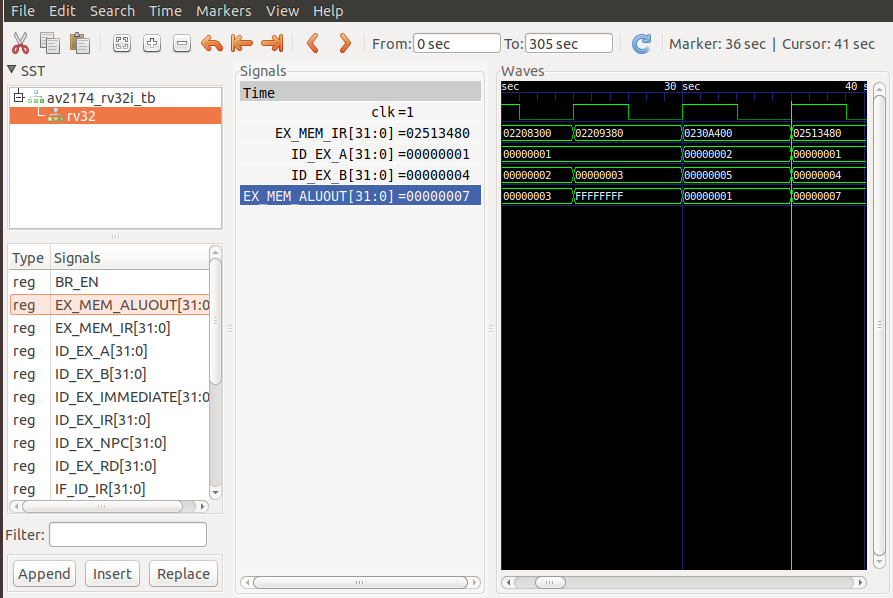 File Edit Search Time Markers View Help
From: 0 sec To: 305 sec Marker: 36 sec | Cursor: 41 sec
SST
av2174_rv32i_tb
rv32
Type Signals
reg BR_EN
reg EX_MEM_ALUOUT[31:0
reg EX_MEM_IR[31:0]
reg ID_EX_A[31:0]
reg ID_EX_B[31:0]
reg ID_EX_IMMEDIATE[31:0
reg ID_EX_IR[31:0]
reg ID_EX_NPC[31:0]
reg ID_EX_RD[31:0]
reg IF_ID_IR[31:0]
Filter:
Append Insert Replace
Signals
Time
clk =1
EX_MEM_IR[31:0] =02513480
ID_EX_A[31:0] =00000001
ID_EX_B[31:0] =00000004
EX_MEM_ALUOUT[31:0] =00000007
Waves
sec 30 sec 40 s
02208300 02209380 0230A400 02513480
00000001 00000002 00000001
00000002 00000003 00000005 00000004
00000003 FFFFFFFF 00000001 00000007